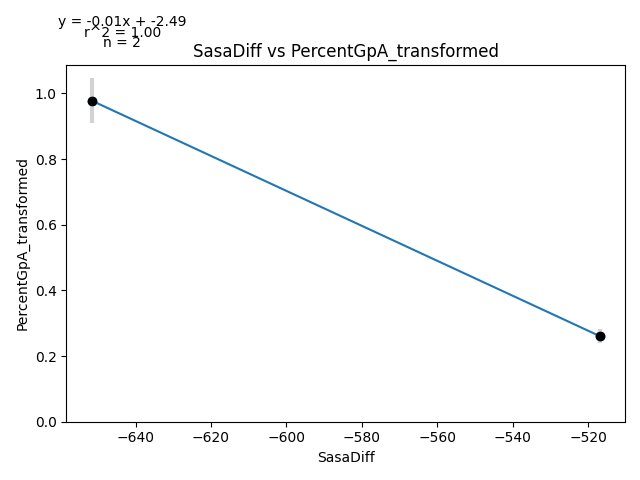 y = -0.01x + -2.49
r^2 = 1.00
n = 2
SasaDiff vs PercentGpA_transformed
1.0
0.8
0.6
0.4
0.2
0.0
PercentGpA_transformed
−640 −620 −600 −580 −560 −540 −520
SasaDiff